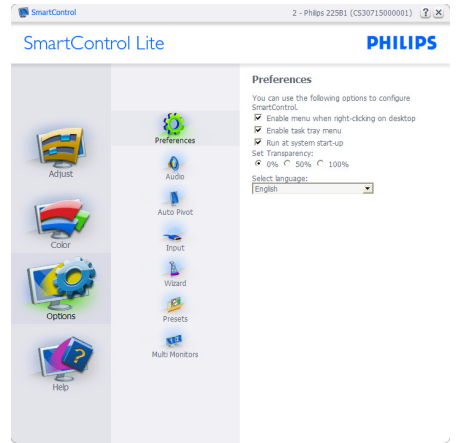 SmartControl
2 - Philips 225B1 (CS30715000001)
?
SmartControl Lite
PHILIPS
Adjust
Color
Options
Help
Preferences
Audio
Auto Pivot
Input
Wizard
Presets
Multi Monitors
Preferences
You can use the following options to configure
SmartControl.
Enable menu when right-clicking on desktop
Enable task tray menu
Run at system start-up
Set Transparency:
0% 50% 100%
Select language:
English